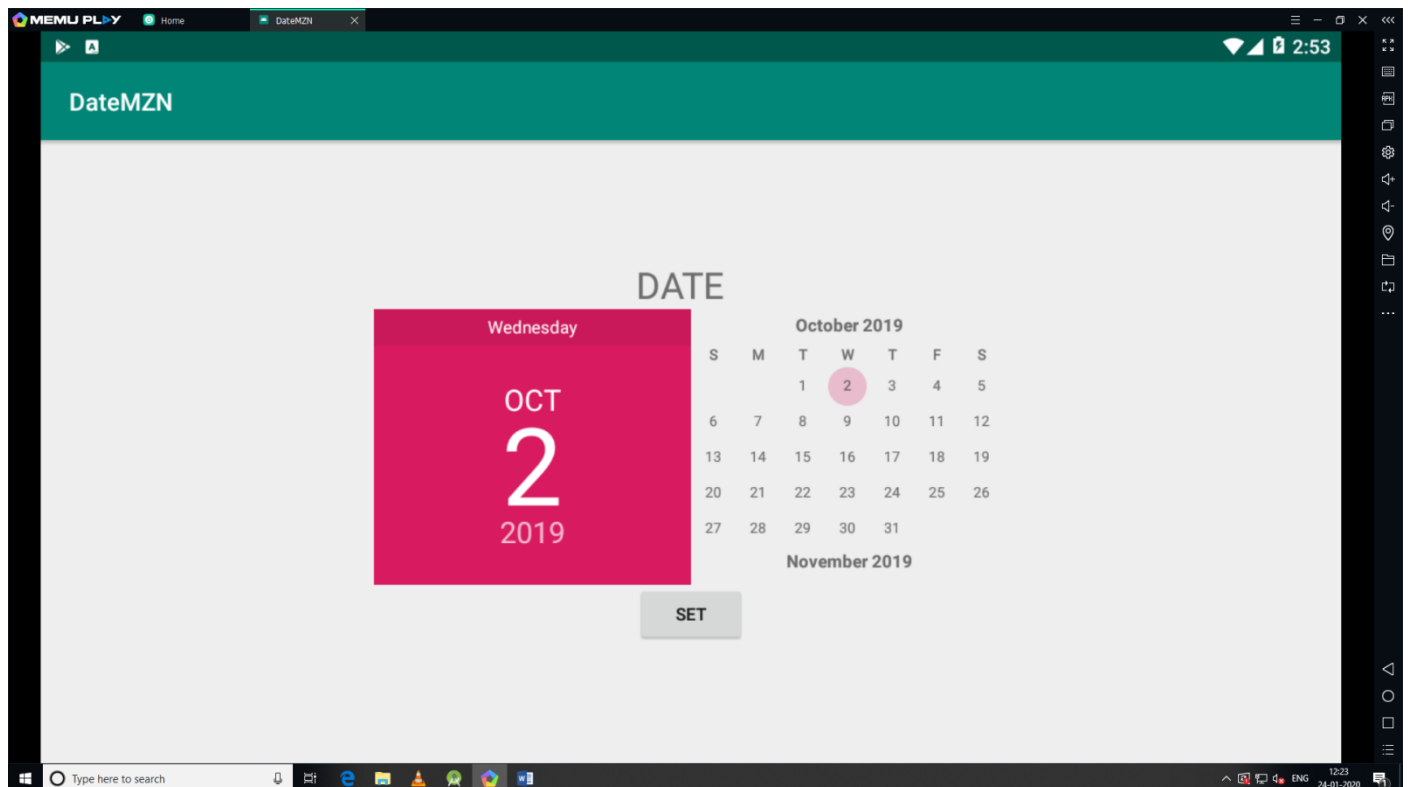 MEMU PLAY Home DateMZN
2:53
DateMZN
DATE
Wednesday
OCT
2
2019
October 2019
S M T W T F S
1 2 3 4 5
6 7 8 9 10 11 12
13 14 15 16 17 18 19
20 21 22 23 24 25 26
27 28 29 30 31
November 2019
SET
Type here to search
ENG
12:23
24-01-2020